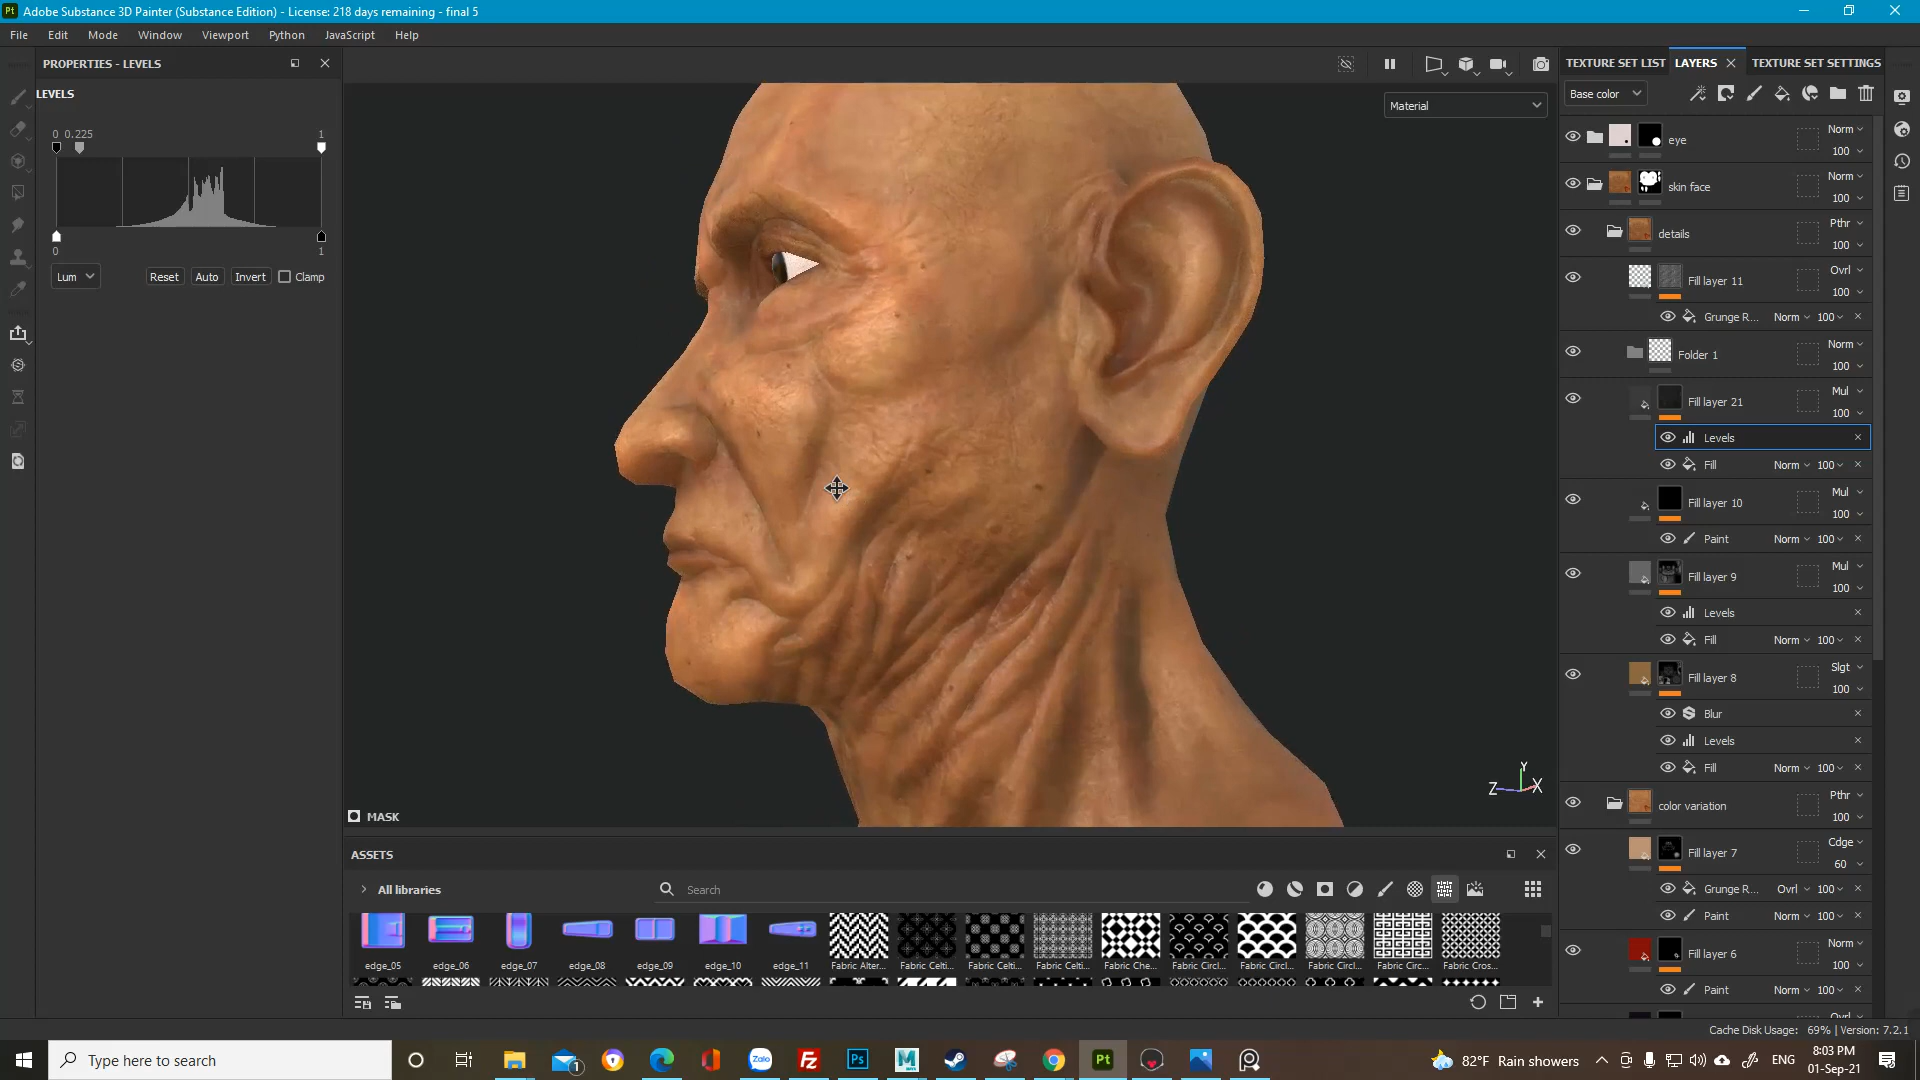 Pt Adobe Substance 3D Painter (Substance Edition) - License: 218 days remaining - final 5
File Edit Mode Window Viewport Python JavaScript Help
PROPERTIES - LEVELS
LEVELS
0 0.225 1
0 1
Lum Reset Auto Invert Clamp
Material
Z Y X
MASK
ASSETS
All libraries
Search
edge_05 edge_06 edge_07 edge_08 edge_09 edge_10 edge_11 Fabric Alter... Fabric Celti... Fabric Celti... Fabric Celti... Fabric Che... Fabric Circl... Fabric Circl... Fabric Circl... Fabric Circ... Fabric Cros...
TEXTURE SET LIST LAYERS TEXTURE SET SETTINGS
Base color
eye Norm 100
skin face Norm 100
details Pthr 100
Fill layer 11 Ovrl 100
Grunge R... Norm 100
Folder 1 Norm 100
Fill layer 21 Mul 100
Levels
Fill Norm 100
Fill layer 10 Mul 100
Paint Norm 100
Fill layer 9 Mul 100
Levels
Fill Norm 100
Fill layer 8 Slgt 100
Blur
Levels
Fill Norm 100
color variation Pthr 100
Fill layer 7 Cdge 60
Grunge R... Ovrl 100
Paint Norm 100
Fill layer 6 Norm 100
Paint Norm 100
Ovrl
Cache Disk Usage: 69% | Version: 7.2.1
Type here to search
1
Zalo
Fz
Ps
M
Pt
82°F Rain showers
ENG
8:03 PM
01-Sep-21